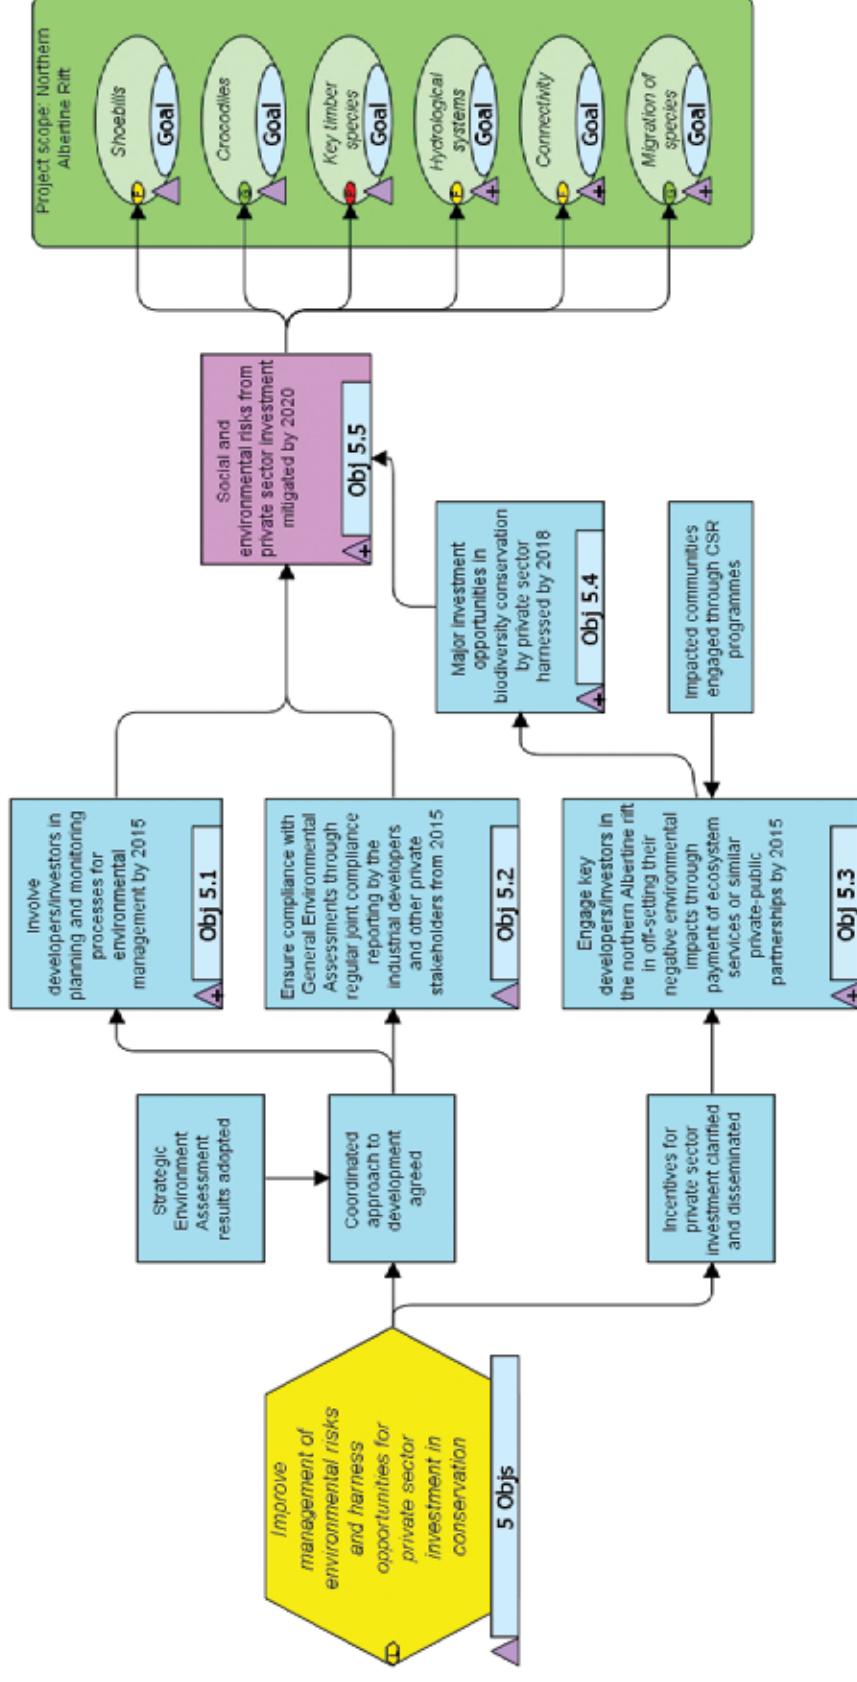 Improve
management of
environmental risks
and harness
opportunities for
private sector
investment in
conservation
5 Objs
Strategic
Environment
Assessment
results adopted
Coordinated
approach to
development
agreed
Incentives for
private sector
investment clarified
and disseminated
Involve
developers/investors in
planning and monitoring
processes for
environmental
management by 2015
Obj 5.1
Ensure compliance with
General Environmental
Assessments through
regular joint compliance
reporting by the
industrial developers
and other private
stakeholders from 2015
Obj 5.2
Engage key
developers/investors in
the northern Albertine rift
in off-setting their
negative environmental
impacts through
payment of ecosystem
services or similar
private-public
partnerships by 2015
Obj 5.3
Major investment
opportunities in
biodiversity conservation
by private sector
harnessed by 2018
Obj 5.4
Impacted communities
engaged through CSR
programmes
Social and
environmental risks from
private sector investment
mitigated by 2020
Obj 5.5
Project scope: Northern
Albertine Rift
Shoebills
F
Goal
Crocodiles
G
Goal
Key timber
species
P
Goal
Hydrological
systems
F
Goal
Connectivity
F
Goal
Migration of
species
Goal